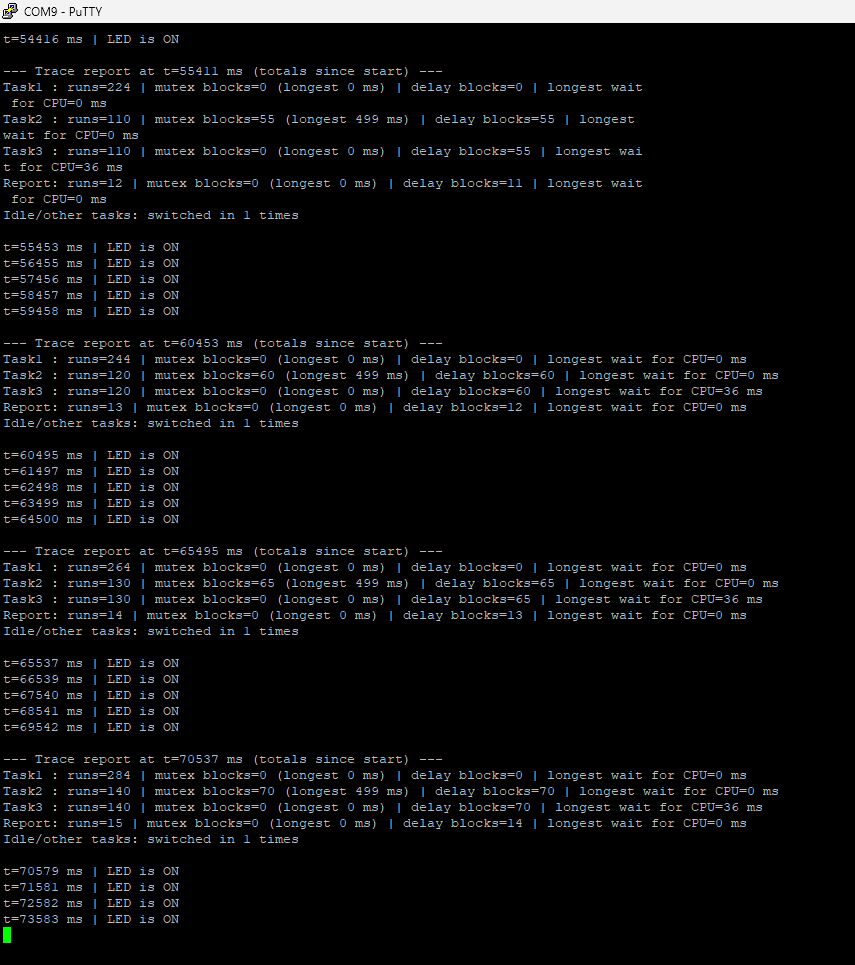 COM9 - PuTTY
t=54416 ms | LED is ON
--- Trace report at t=55411 ms (totals since start) ---
Task1 : runs=224 | mutex blocks=0 (longest 0 ms) | delay blocks=0 | longest wait
 for CPU=0 ms
Task2 : runs=110 | mutex blocks=55 (longest 499 ms) | delay blocks=55 | longest
wait for CPU=0 ms
Task3 : runs=110 | mutex blocks=0 (longest 0 ms) | delay blocks=55 | longest wai
t for CPU=36 ms
Report: runs=12 | mutex blocks=0 (longest 0 ms) | delay blocks=11 | longest wait
 for CPU=0 ms
Idle/other tasks: switched in 1 times
t=55453 ms | LED is ON
t=56455 ms | LED is ON
t=57456 ms | LED is ON
t=58457 ms | LED is ON
t=59458 ms | LED is ON
--- Trace report at t=60453 ms (totals since start) ---
Task1 : runs=244 | mutex blocks=0 (longest 0 ms) | delay blocks=0 | longest wait for CPU=0 ms
Task2 : runs=120 | mutex blocks=60 (longest 499 ms) | delay blocks=60 | longest wait for CPU=0 ms
Task3 : runs=120 | mutex blocks=0 (longest 0 ms) | delay blocks=60 | longest wait for CPU=36 ms
Report: runs=13 | mutex blocks=0 (longest 0 ms) | delay blocks=12 | longest wait for CPU=0 ms
Idle/other tasks: switched in 1 times
t=60495 ms | LED is ON
t=61497 ms | LED is ON
t=62498 ms | LED is ON
t=63499 ms | LED is ON
t=64500 ms | LED is ON
--- Trace report at t=65495 ms (totals since start) ---
Task1 : runs=264 | mutex blocks=0 (longest 0 ms) | delay blocks=0 | longest wait for CPU=0 ms
Task2 : runs=130 | mutex blocks=65 (longest 499 ms) | delay blocks=65 | longest wait for CPU=0 ms
Task3 : runs=130 | mutex blocks=0 (longest 0 ms) | delay blocks=65 | longest wait for CPU=36 ms
Report: runs=14 | mutex blocks=0 (longest 0 ms) | delay blocks=13 | longest wait for CPU=0 ms
Idle/other tasks: switched in 1 times
t=65537 ms | LED is ON
t=66539 ms | LED is ON
t=67540 ms | LED is ON
t=68541 ms | LED is ON
t=69542 ms | LED is ON
--- Trace report at t=70537 ms (totals since start) ---
Task1 : runs=284 | mutex blocks=0 (longest 0 ms) | delay blocks=0 | longest wait for CPU=0 ms
Task2 : runs=140 | mutex blocks=70 (longest 499 ms) | delay blocks=70 | longest wait for CPU=0 ms
Task3 : runs=140 | mutex blocks=0 (longest 0 ms) | delay blocks=70 | longest wait for CPU=36 ms
Report: runs=15 | mutex blocks=0 (longest 0 ms) | delay blocks=14 | longest wait for CPU=0 ms
Idle/other tasks: switched in 1 times
t=70579 ms | LED is ON
t=71581 ms | LED is ON
t=72582 ms | LED is ON
t=73583 ms | LED is ON